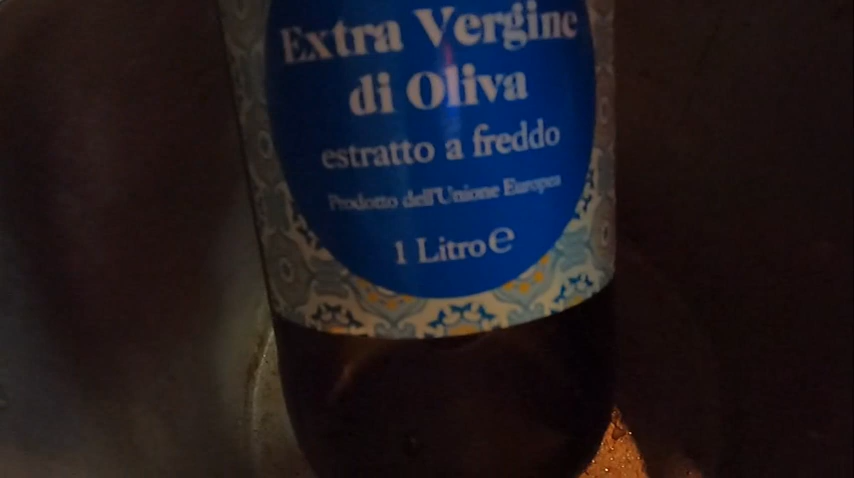 Extra Vergine
di Oliva
estratto a freddo
Prodotto dell'Unione Europea
1 Litro ℮